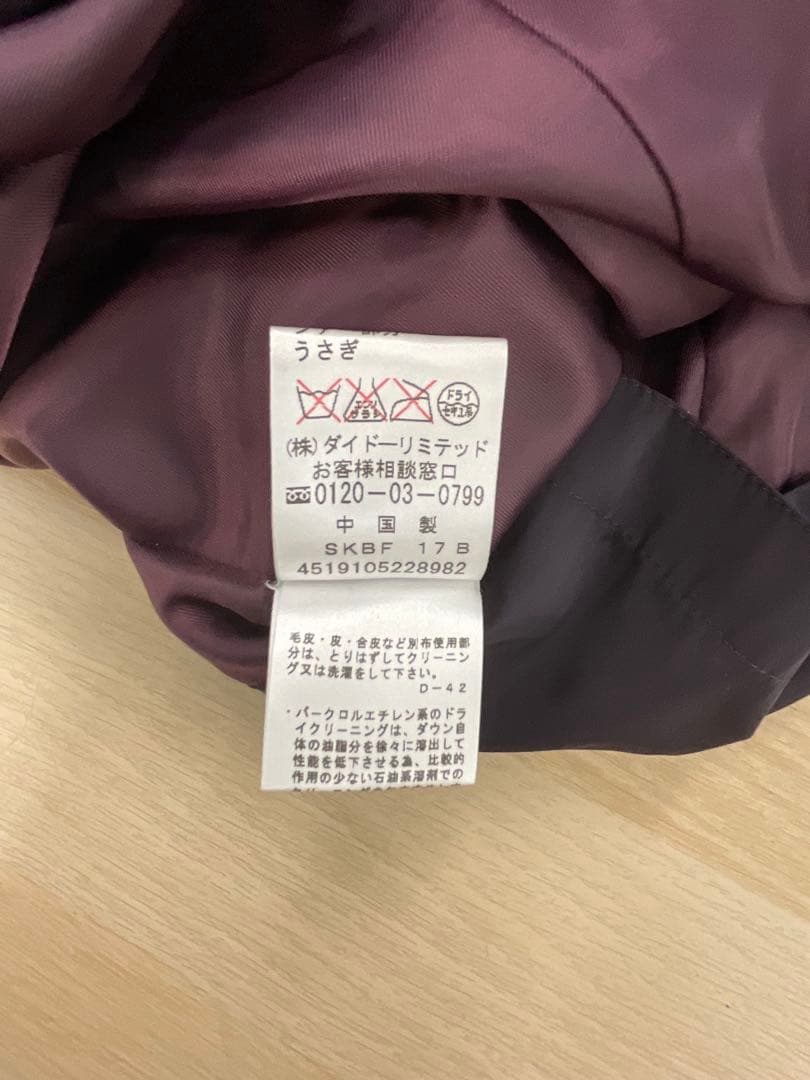 うさぎ
エンソ
サラシ
ドライ
セキユ系
(株)ダイドーリミテッド
お客様相談窓口
0120-03-0799
中国製
SKBF 17B
4519105228982
毛皮・皮・合皮など別布使用部
分は、とりはずしてクリーニン
グ又は洗濯をして下さい。
D-42
・パークロルエチレン系のドラ
イクリーニングは、ダウン自
体の油脂分を徐々に溶出して
性能を低下させる為、比較的
作用の少ない石油系溶剤での